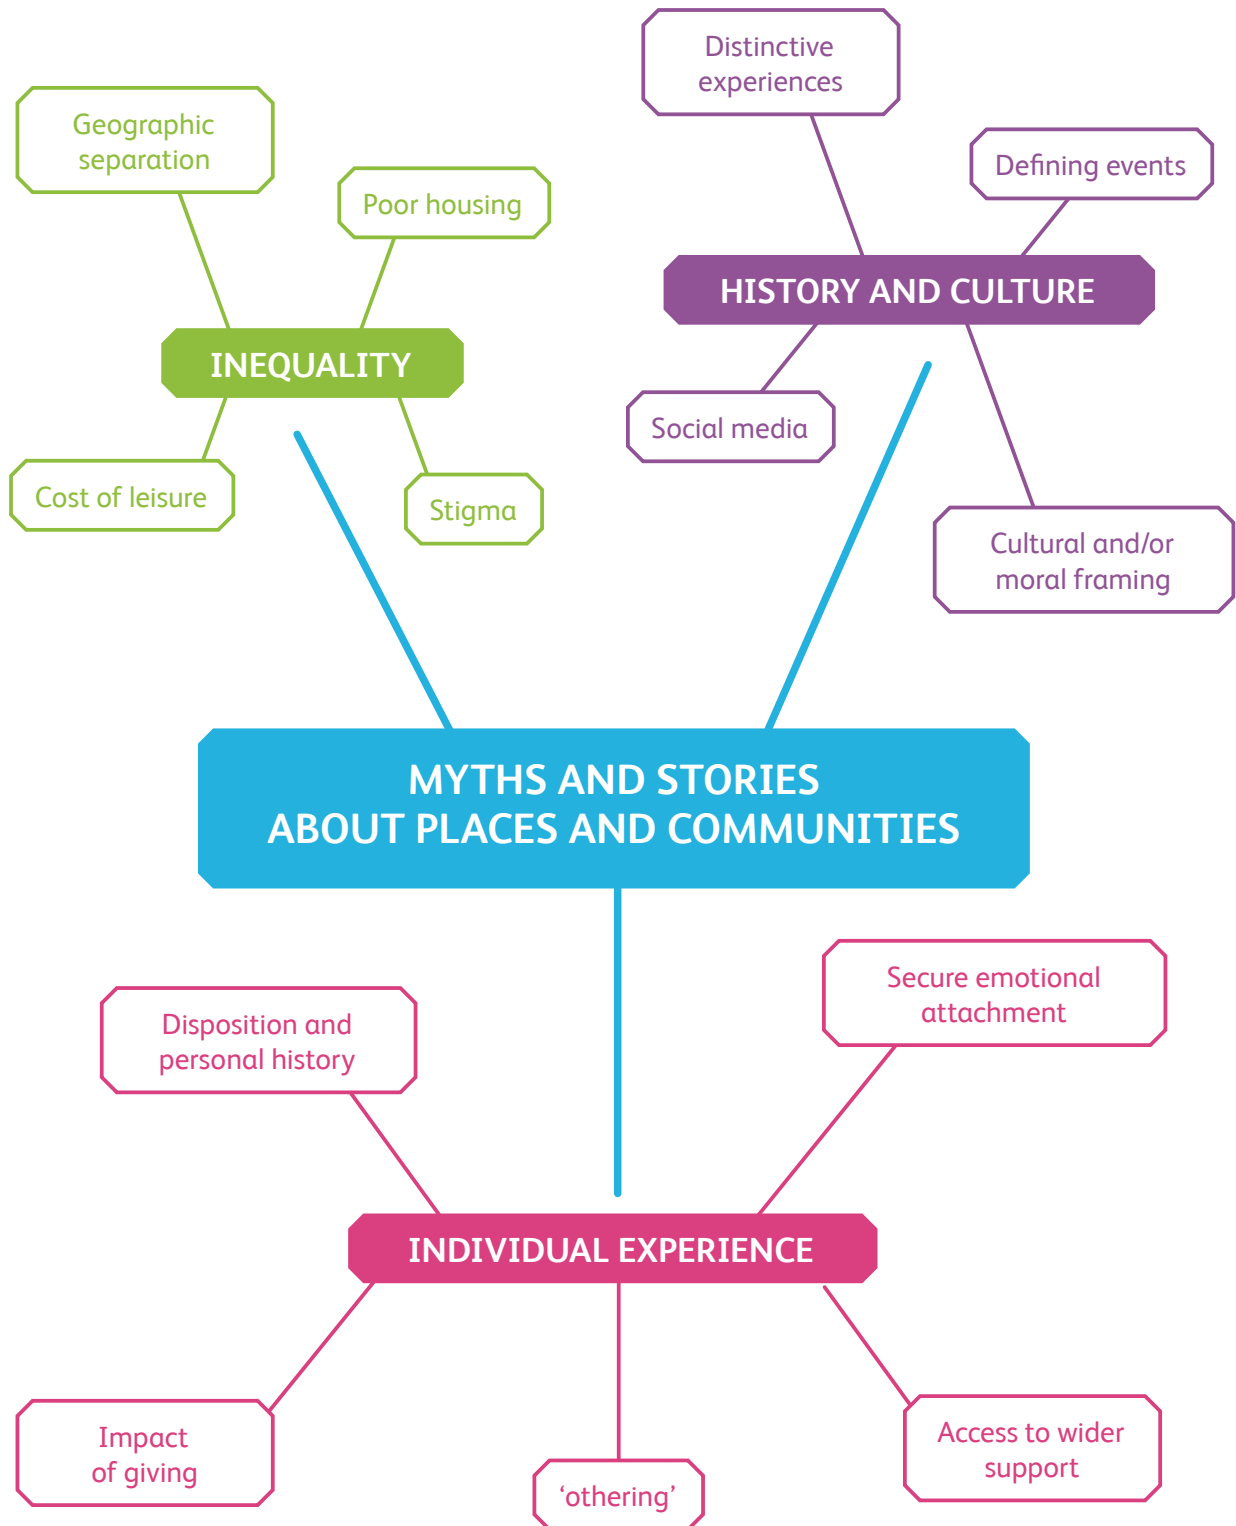 Distinctive
experiences
Geographic
separation
Defining events
Poor housing
HISTORY AND CULTURE
INEQUALITY
Social media
Cost of leisure
Stigma
Cultural and/or
moral framing
MYTHS AND STORIES
ABOUT PLACES AND COMMUNITIES
Secure emotional
attachment
Disposition and
personal history
INDIVIDUAL EXPERIENCE
Impact
of giving
Access to wider
support
‘othering’